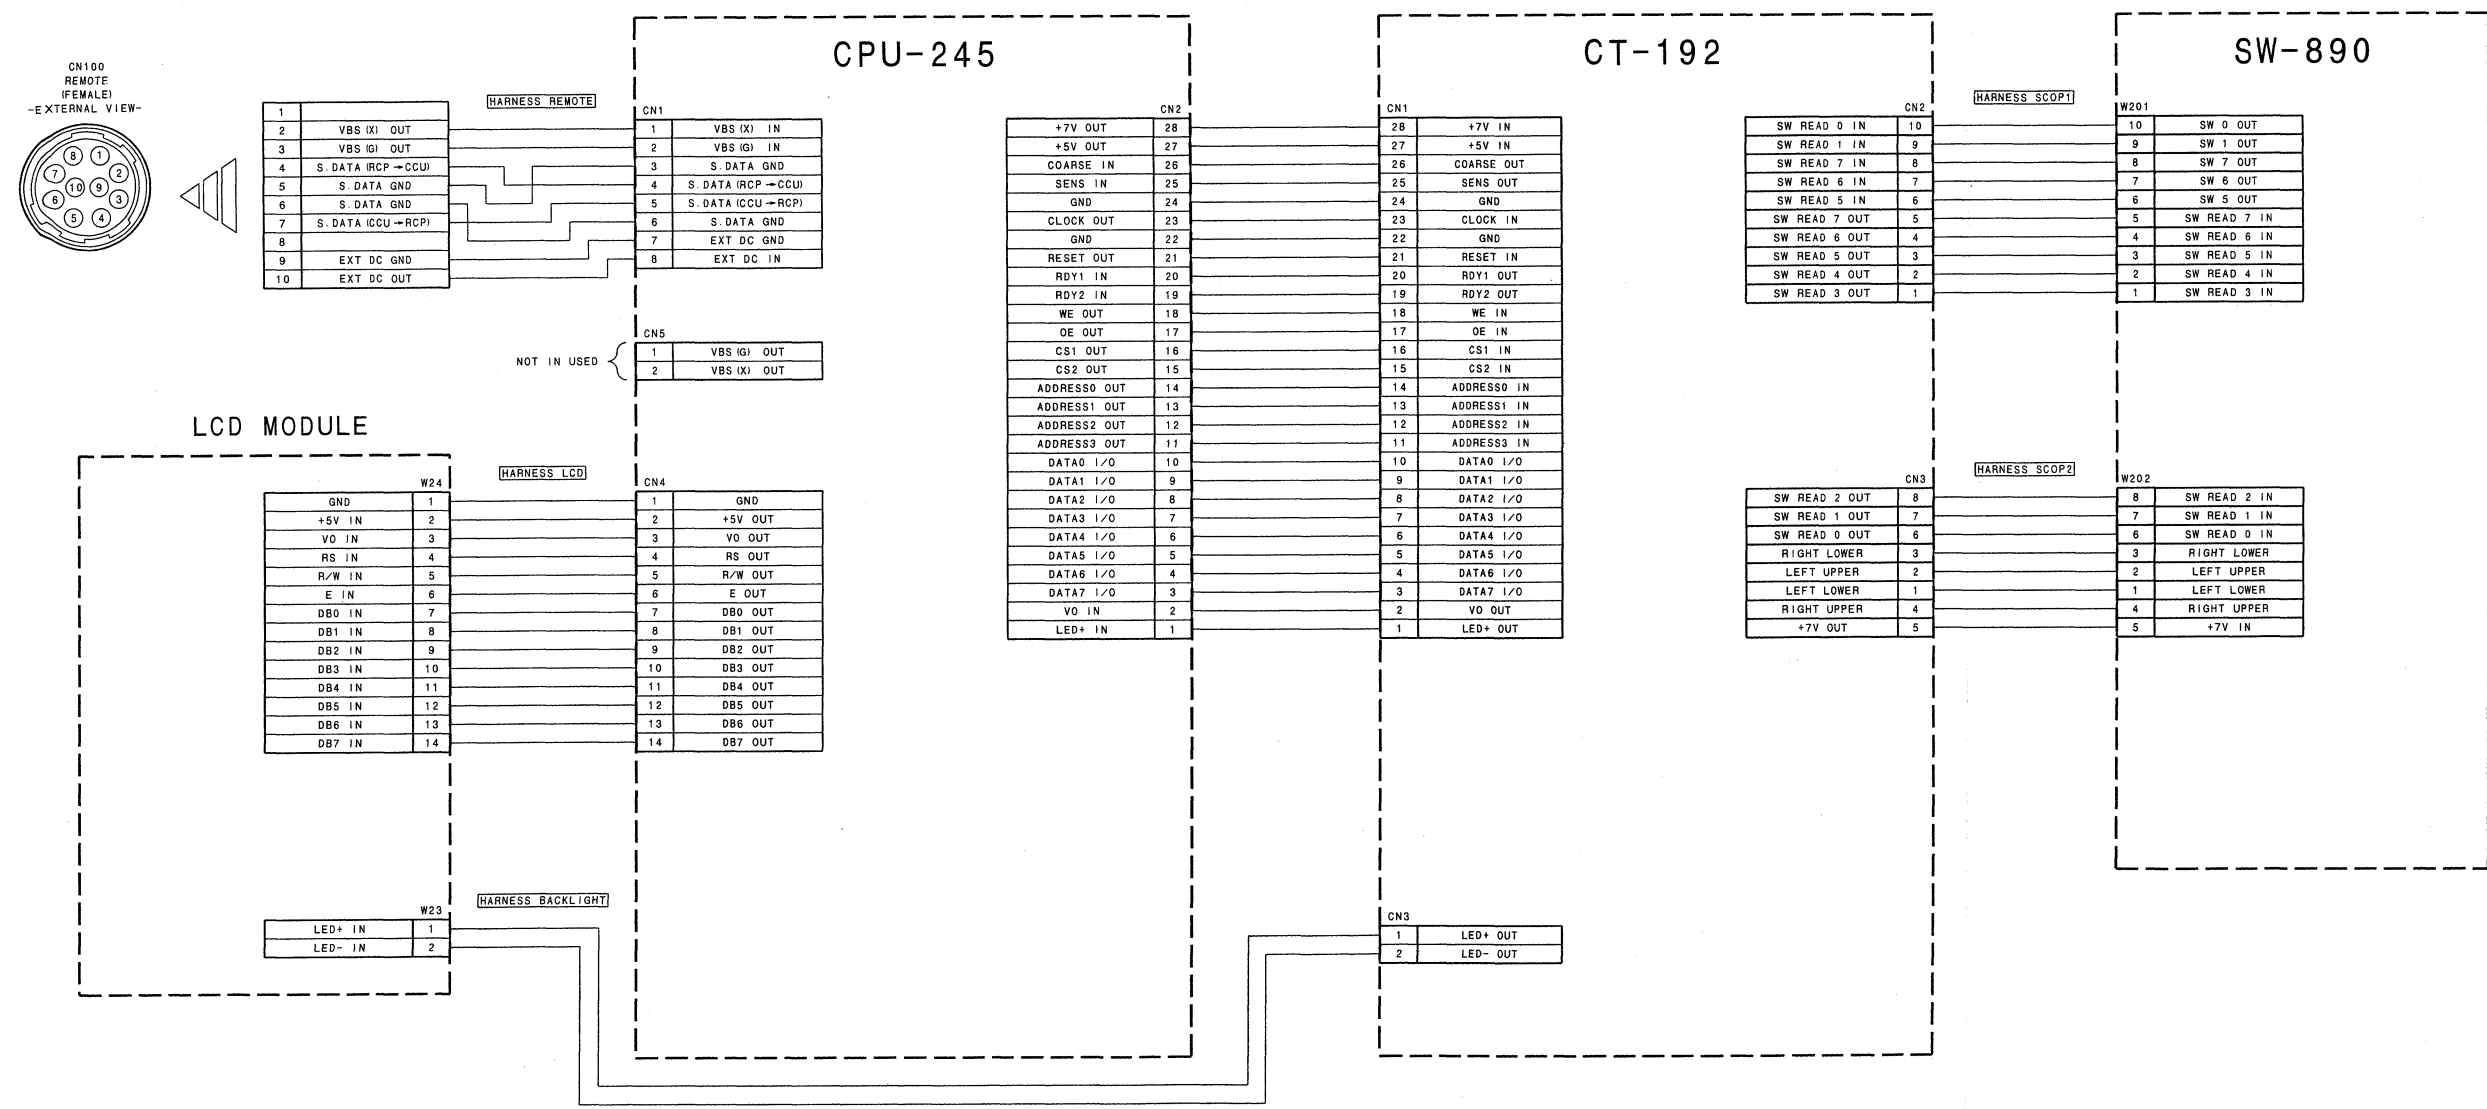 CPU-245
CT-192
SW-890
CN100
REMOTE
(FEMALE)
-EXTERNAL VIEW-
8 1
7 2
10 9
6 3
5 4
1
2 VBS (X) OUT
3 VBS (G) OUT
4 S.DATA (RCP→CCU)
5 S.DATA GND
6 S.DATA GND
7 S.DATA (CCU→RCP)
8
9 EXT DC GND
10 EXT DC OUT
HARNESS REMOTE
CN1
1 VBS (X) IN
2 VBS (G) IN
3 S.DATA GND
4 S.DATA (RCP→CCU)
5 S.DATA (CCU→RCP)
6 S.DATA GND
7 EXT DC GND
8 EXT DC IN
NOT IN USED
CN5
1 VBS (G) OUT
2 VBS (X) OUT
LCD MODULE
W24
GND 1
+5V IN 2
VO IN 3
RS IN 4
R/W IN 5
E IN 6
DB0 IN 7
DB1 IN 8
DB2 IN 9
DB3 IN 10
DB4 IN 11
DB5 IN 12
DB6 IN 13
DB7 IN 14
HARNESS LCD
CN4
1 GND
2 +5V OUT
3 VO OUT
4 RS OUT
5 R/W OUT
6 E OUT
7 DB0 OUT
8 DB1 OUT
9 DB2 OUT
10 DB3 OUT
11 DB4 OUT
12 DB5 OUT
13 DB6 OUT
14 DB7 OUT
W23
LED+ IN 1
LED- IN 2
HARNESS BACKLIGHT
CN2
+7V OUT 28
+5V OUT 27
COARSE IN 26
SENS IN 25
GND 24
CLOCK OUT 23
GND 22
RESET OUT 21
RDY1 IN 20
RDY2 IN 19
WE OUT 18
OE OUT 17
CS1 OUT 16
CS2 OUT 15
ADDRESS0 OUT 14
ADDRESS1 OUT 13
ADDRESS2 OUT 12
ADDRESS3 OUT 11
DATA0 I/O 10
DATA1 I/O 9
DATA2 I/O 8
DATA3 I/O 7
DATA4 I/O 6
DATA5 I/O 5
DATA6 I/O 4
DATA7 I/O 3
VO IN 2
LED+ IN 1
CN1
28 +7V IN
27 +5V IN
26 COARSE OUT
25 SENS OUT
24 GND
23 CLOCK IN
22 GND
21 RESET IN
20 RDY1 OUT
19 RDY2 OUT
18 WE IN
17 OE IN
16 CS1 IN
15 CS2 IN
14 ADDRESS0 IN
13 ADDRESS1 IN
12 ADDRESS2 IN
11 ADDRESS3 IN
10 DATA0 I/O
9 DATA1 I/O
8 DATA2 I/O
7 DATA3 I/O
6 DATA4 I/O
5 DATA5 I/O
4 DATA6 I/O
3 DATA7 I/O
2 VO OUT
1 LED+ OUT
CN3
1 LED+ OUT
2 LED- OUT
CN2
SW READ 0 IN 10
SW READ 1 IN 9
SW READ 7 IN 8
SW READ 6 IN 7
SW READ 5 IN 6
SW READ 7 OUT 5
SW READ 6 OUT 4
SW READ 5 OUT 3
SW READ 4 OUT 2
SW READ 3 OUT 1
HARNESS SCOP1
W201
10 SW 0 OUT
9 SW 1 OUT
8 SW 7 OUT
7 SW 6 OUT
6 SW 5 OUT
5 SW READ 7 IN
4 SW READ 6 IN
3 SW READ 5 IN
2 SW READ 4 IN
1 SW READ 3 IN
CN3
SW READ 2 OUT 8
SW READ 1 OUT 7
SW READ 0 OUT 6
RIGHT LOWER 3
LEFT UPPER 2
LEFT LOWER 1
RIGHT UPPER 4
+7V OUT 5
HARNESS SCOP2
W202
8 SW READ 2 IN
7 SW READ 1 IN
6 SW READ 0 IN
3 RIGHT LOWER
2 LEFT UPPER
1 LEFT LOWER
4 RIGHT UPPER
5 +7V IN